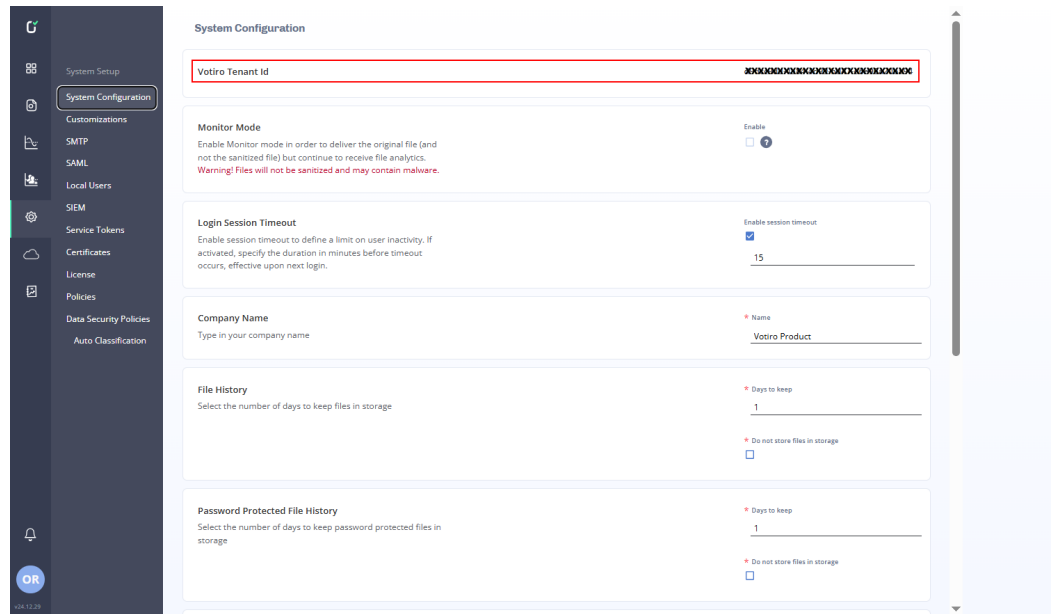 System Configuration
System Setup
System Configuration
Customizations
SMTP
SAML
Local Users
SIEM
Service Tokens
Certificates
License
Policies
Data Security Policies
Auto Classification
OR
v24.12.29
Votiro Tenant Id
Monitor Mode
Enable Monitor mode in order to deliver the original file (and
not the sanitized file) but continue to receive file analytics.
Warning! Files will not be sanitized and may contain malware.
Enable
?
Login Session Timeout
Enable session timeout to define a limit on user inactivity. If
activated, specify the duration in minutes before timeout
occurs, effective upon next login.
Enable session timeout
15
Company Name
Type in your company name
* Name
Votiro Product
File History
Select the number of days to keep files in storage
* Days to keep
1
* Do not store files in storage
Password Protected File History
Select the number of days to keep password protected files in
storage
* Days to keep
1
* Do not store files in storage